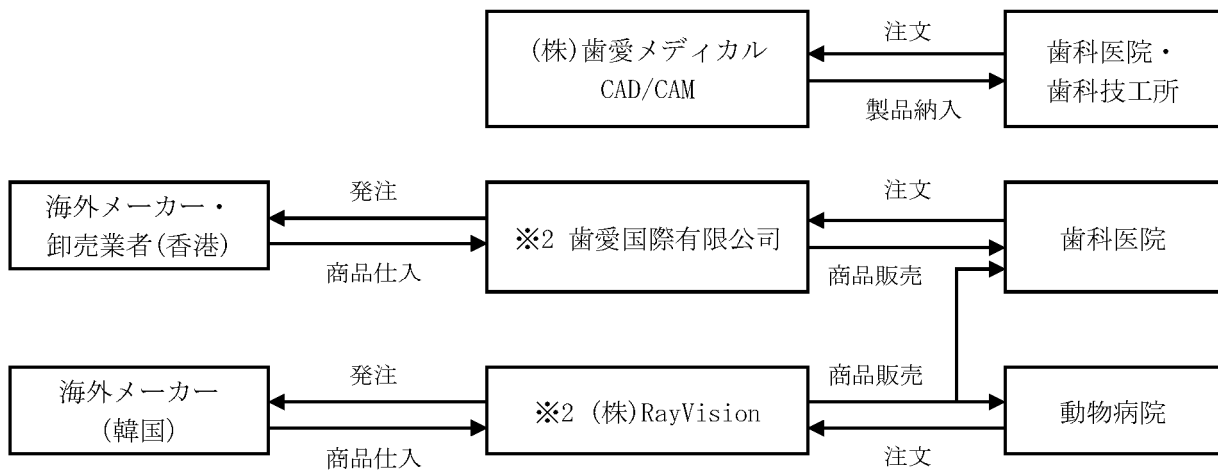 (株)歯愛メディカル
CAD/CAM
注文
製品納入
歯科医院・
歯科技工所
海外メーカー・
卸売業者(香港)
発注
商品仕入
※2 歯愛国際有限公司
注文
商品販売
歯科医院
海外メーカー
(韓国)
発注
商品仕入
※2 (株)RayVision
商品販売
注文
動物病院